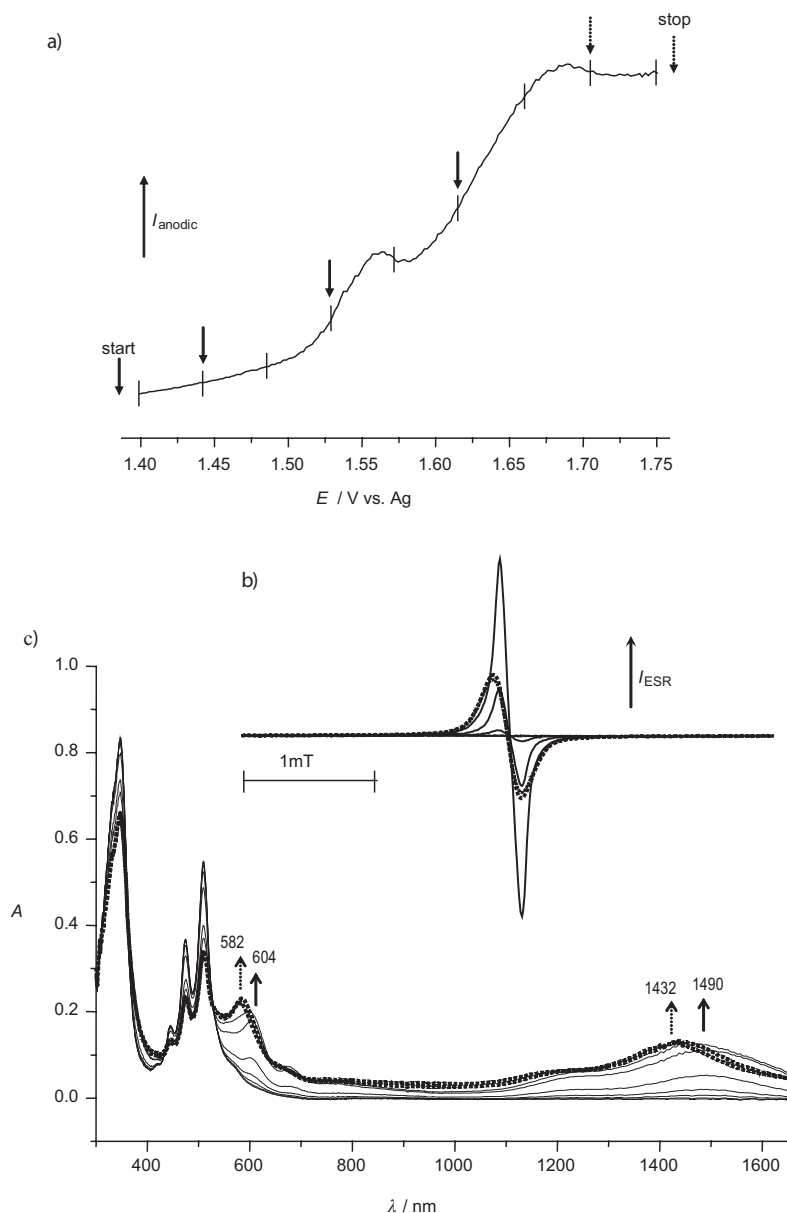 a)
stop
I anodic
start
1.40 1.45 1.50 1.55 1.60 1.65 1.70 1.75
E / V vs. Ag
b)
c)
I ESR
1mT
1.0
0.8
0.6
A
0.4
0.2
0.0
582
604
1432 1490
400 600 800 1000 1200 1400 1600
λ / nm